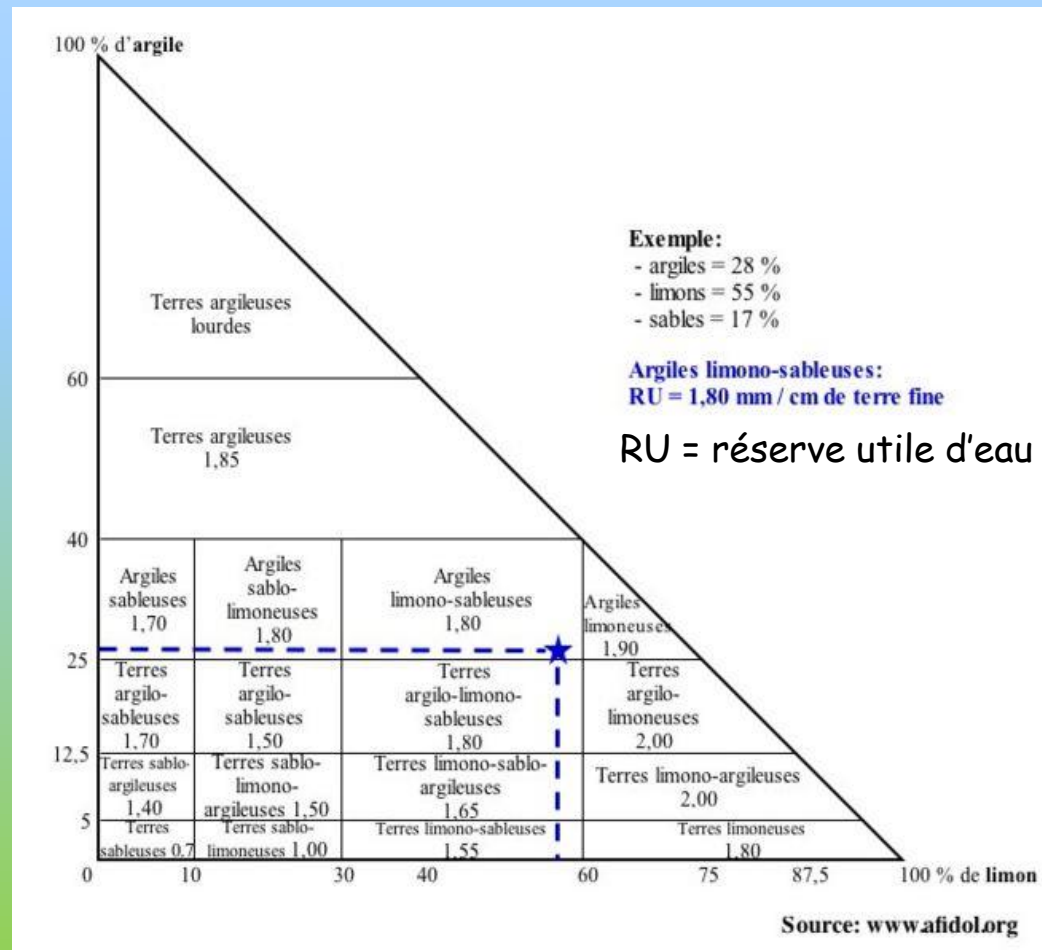 100 % d'argile
Exemple:
- argiles = 28 %
- limons = 55 %
- sables = 17 %
Argiles limono-sableuses:
RU = 1,80 mm / cm de terre fine
RU = réserve utile d'eau
Terres argileuses
lourdes
60
Terres argileuses
1,85
40
Argiles
sableuses
1,70
Argiles
sablo-
limoneuses
1,80
Argiles
limono-sableuses
1,80
Argiles
limoneuses
1,90
25
Terres
argilo-
sableuses
1,70
Terres
argilo-
sableuses
1,50
Terres
argilo-limono-
sableuses
1,80
Terres
argilo-
limoneuses
2,00
12,5
Terres sablo-
argileuses
1,40
Terres sablo-
limono-
argileuses 1,50
Terres limono-sablo-
argileuses
1,65
Terres limono-argileuses
2,00
5
Terres
sableuses 0.7
Terres sablo-
limoneuses 1,00
Terres limono-sableuses
1,55
Terres limoneuses
1,80
0 10 30 40 60 75 87,5 100 % de limon
Source: www.afidol.org